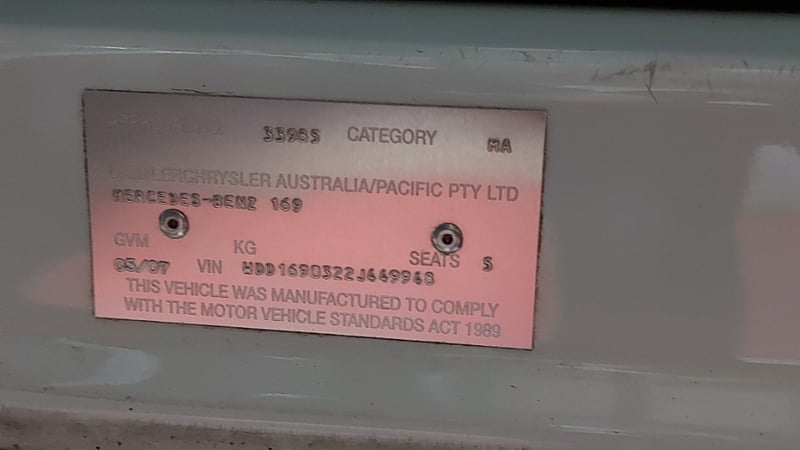 33985 CATEGORY MA
DAIMLERCHRYSLER AUSTRALIA/PACIFIC PTY LTD
MERCEDES-BENZ 169
GVM KG SEATS 5
05/07 VIN WDD1690322J449948
THIS VEHICLE WAS MANUFACTURED TO COMPLY
WITH THE MOTOR VEHICLE STANDARDS ACT 1989